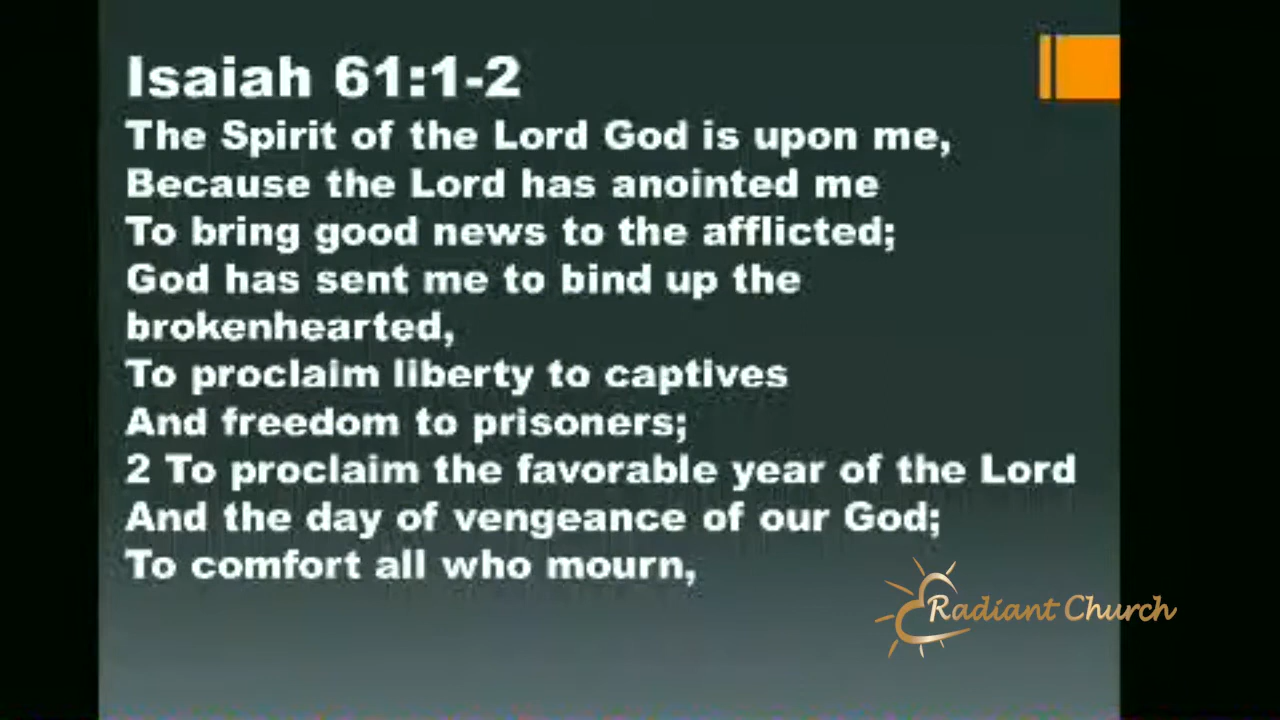 Isaiah 61:1-2
The Spirit of the Lord God is upon me,
Because the Lord has anointed me
To bring good news to the afflicted;
God has sent me to bind up the
brokenhearted,
To proclaim liberty to captives
And freedom to prisoners;
2 To proclaim the favorable year of the Lord
And the day of vengeance of our God;
To comfort all who mourn,
Radiant Church